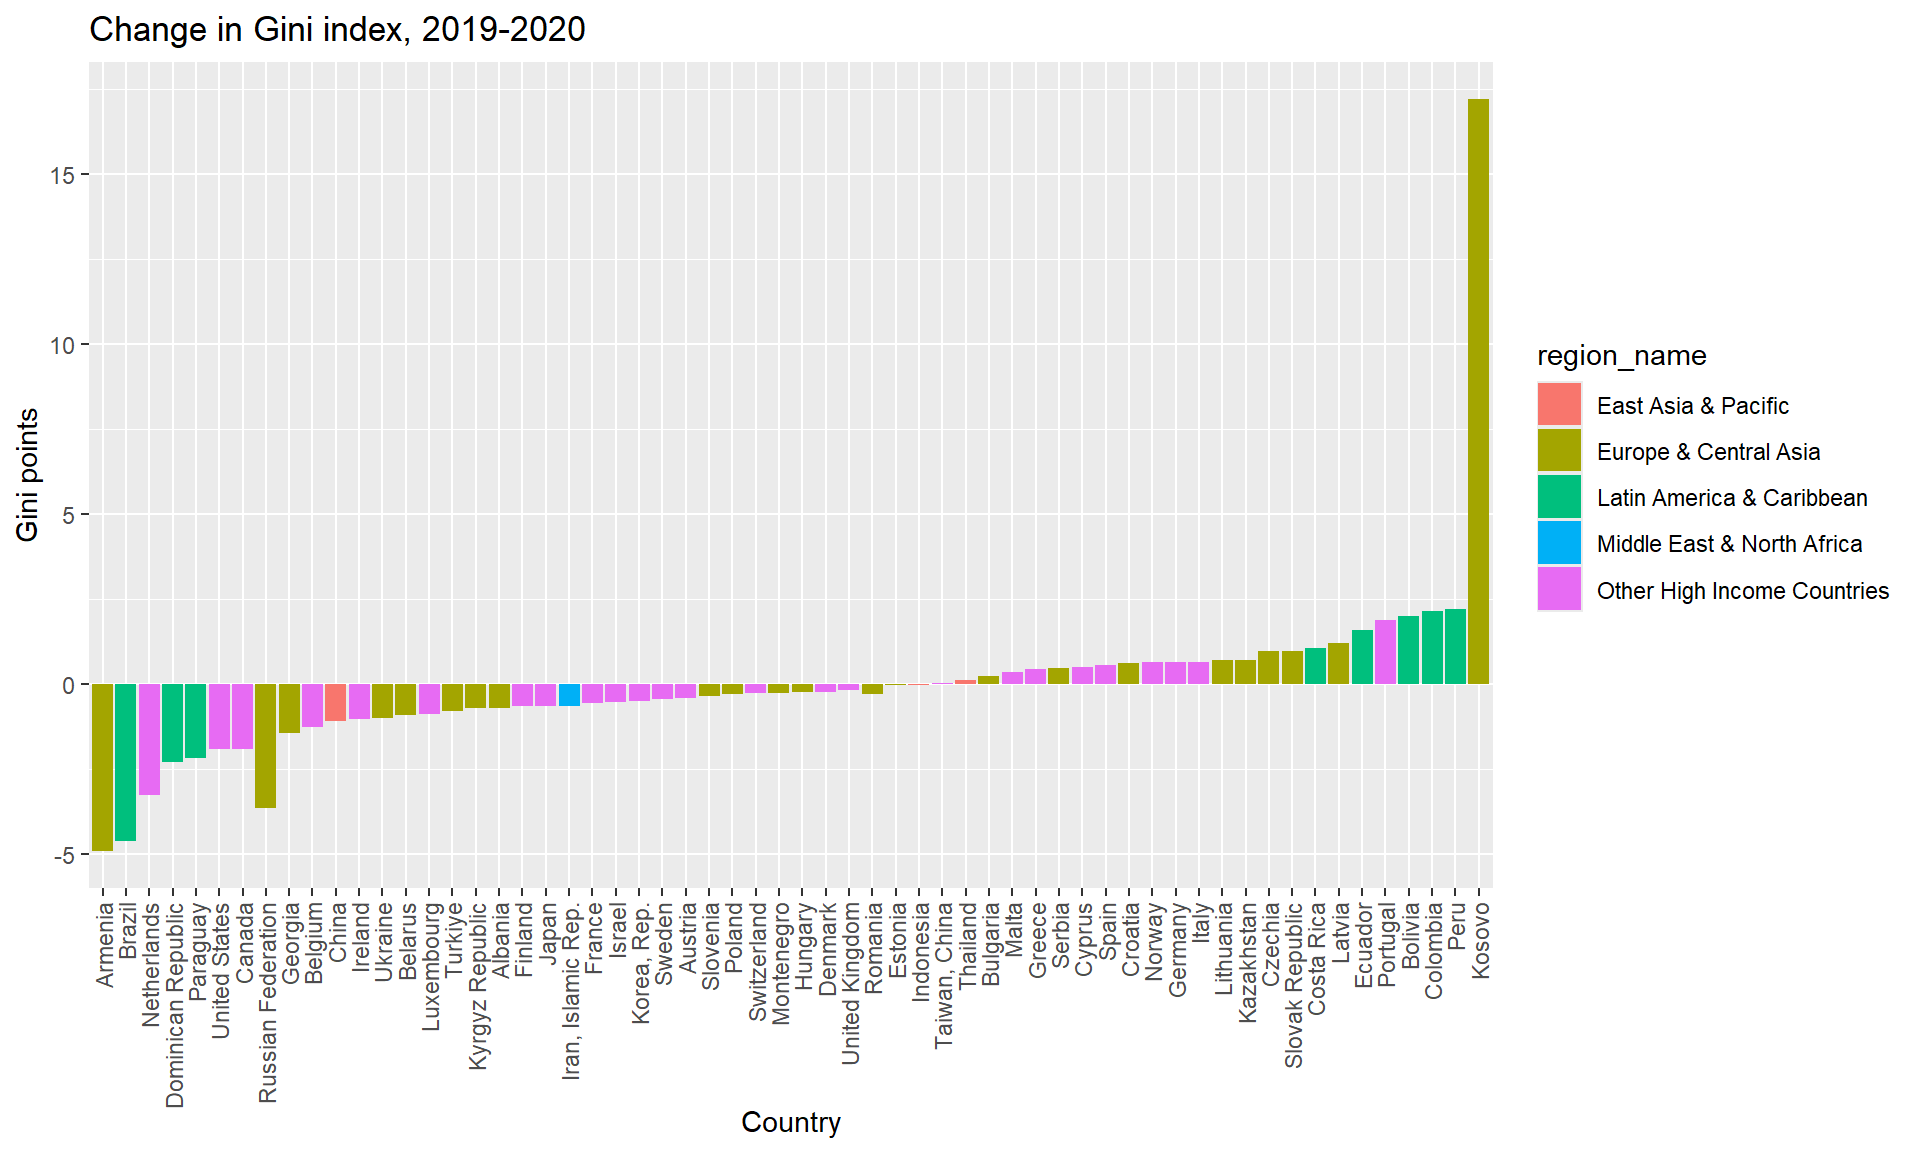 Change in Gini index, 2019-2020
Gini points
15
10
5
0
-5
Armenia
Brazil
Netherlands
Dominican Republic
Paraguay
United States
Canada
Russian Federation
Georgia
Belgium
China
Ireland
Ukraine
Belarus
Luxembourg
Turkiye
Kyrgyz Republic
Albania
Finland
Japan
Iran, Islamic Rep.
France
Israel
Korea, Rep.
Sweden
Austria
Slovenia
Poland
Switzerland
Montenegro
Hungary
Denmark
United Kingdom
Romania
Estonia
Indonesia
Taiwan, China
Thailand
Bulgaria
Malta
Greece
Serbia
Cyprus
Spain
Croatia
Norway
Germany
Italy
Lithuania
Kazakhstan
Czechia
Slovak Republic
Costa Rica
Latvia
Ecuador
Portugal
Bolivia
Colombia
Peru
Kosovo
Country
region_name
East Asia & Pacific
Europe & Central Asia
Latin America & Caribbean
Middle East & North Africa
Other High Income Countries